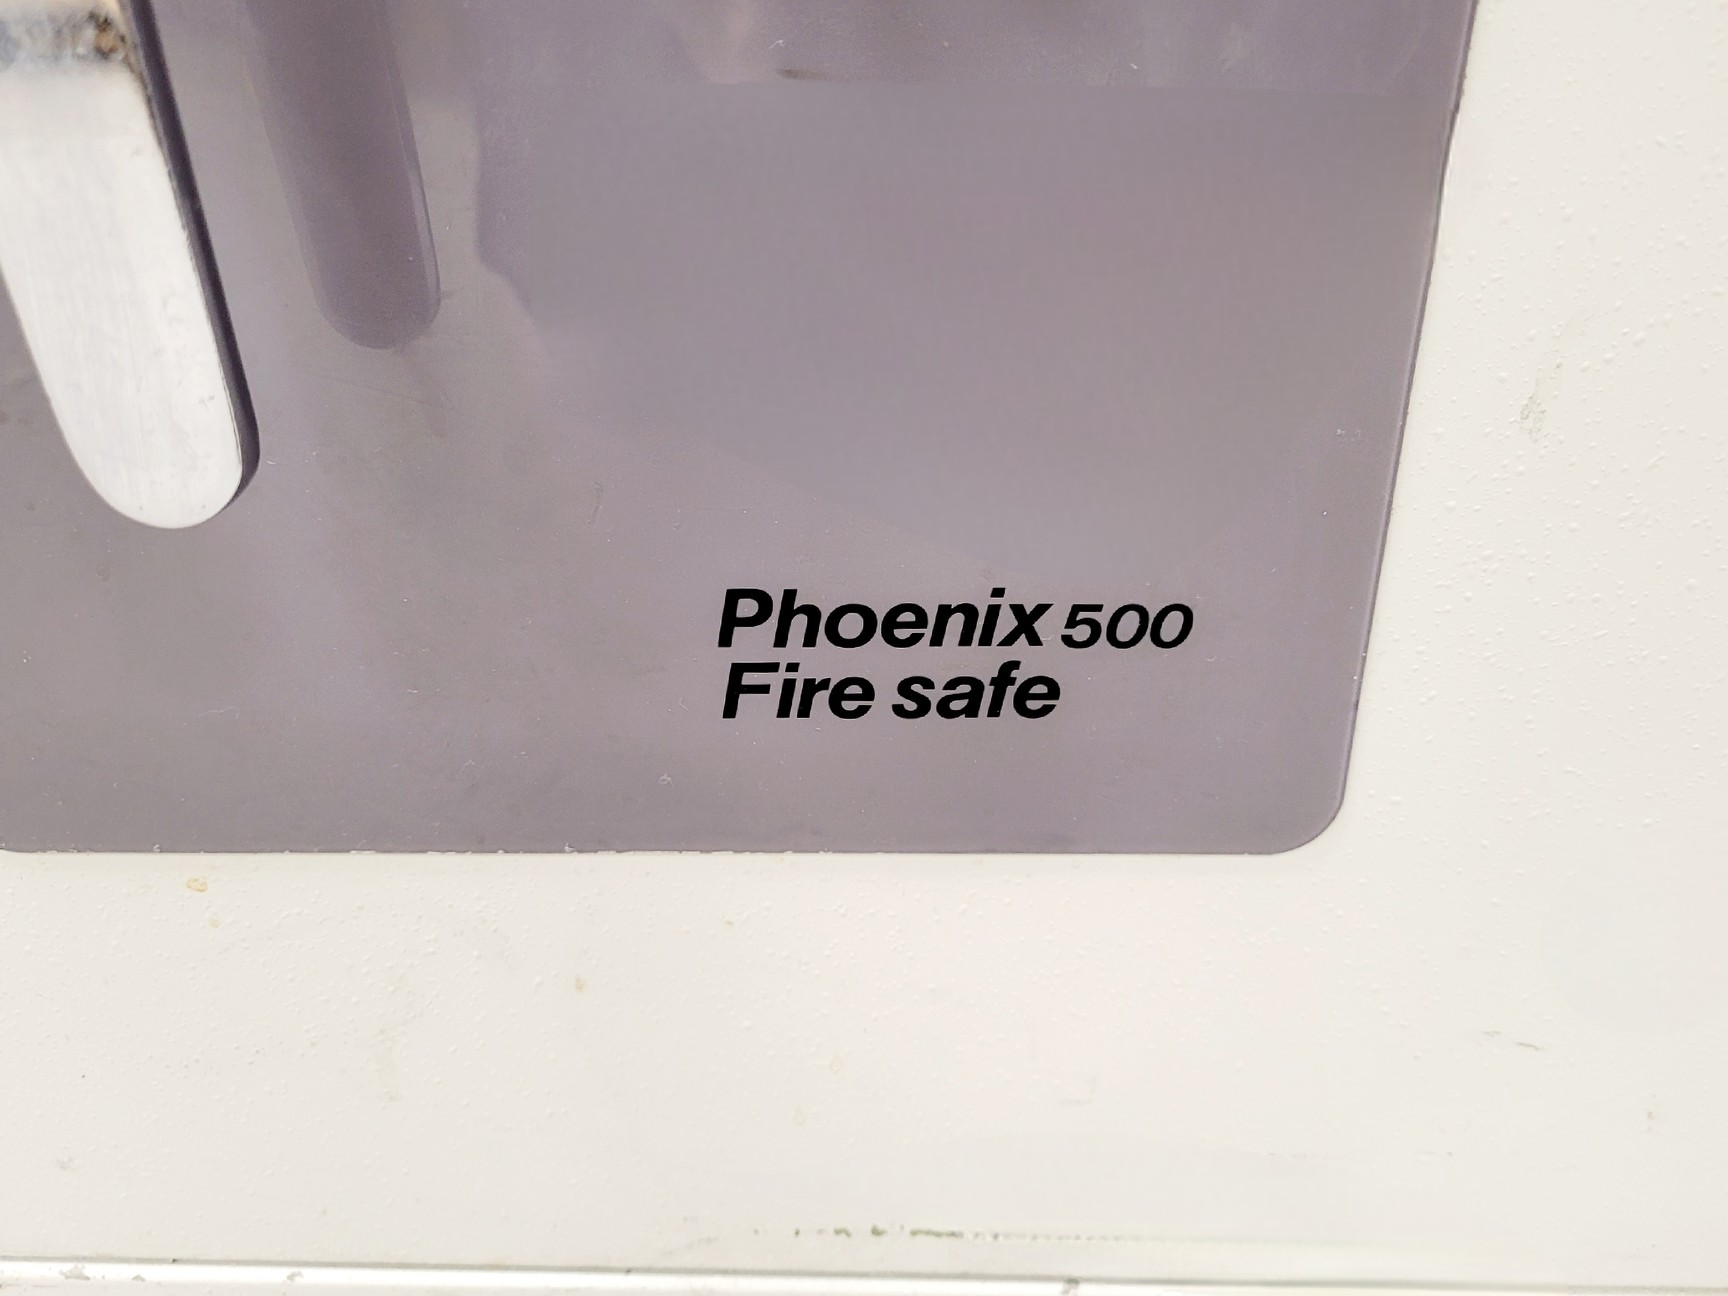 Phoenix 500
Fire safe